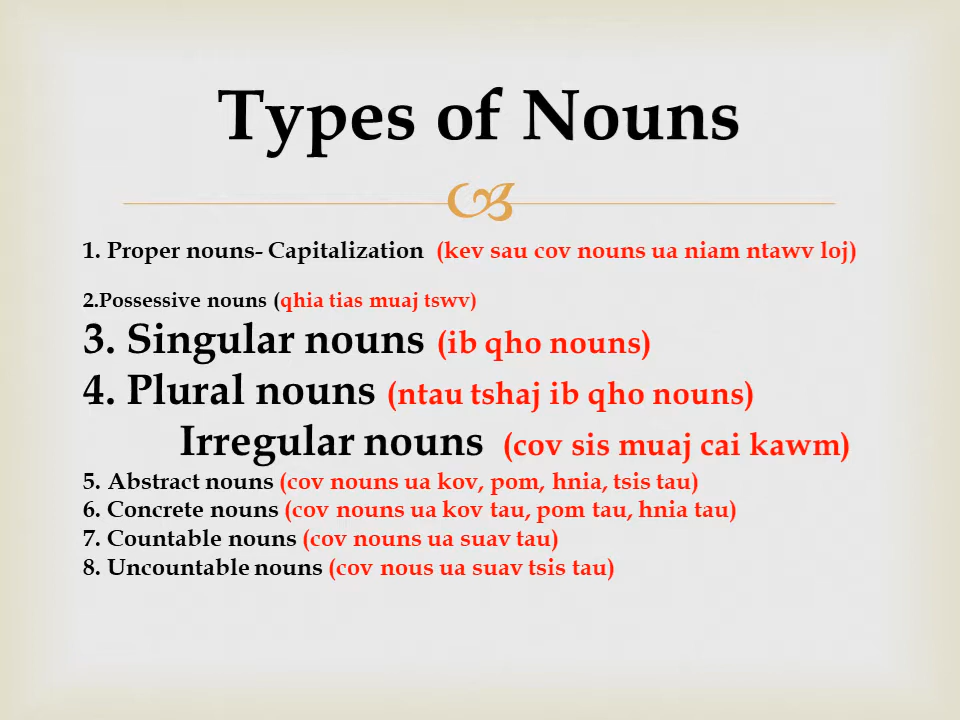 Types of Nouns
1. Proper nouns- Capitalization (kev sau cov nouns ua niam ntawv loj)
2.Possessive nouns (qhia tias muaj tswv)
3. Singular nouns (ib qho nouns)
4. Plural nouns (ntau tshaj ib qho nouns)
Irregular nouns (cov sis muaj cai kawm)
5. Abstract nouns (cov nouns ua kov, pom, hnia, tsis tau)
6. Concrete nouns (cov nouns ua kov tau, pom tau, hnia tau)
7. Countable nouns (cov nouns ua suav tau)
8. Uncountable nouns (cov nous ua suav tsis tau)